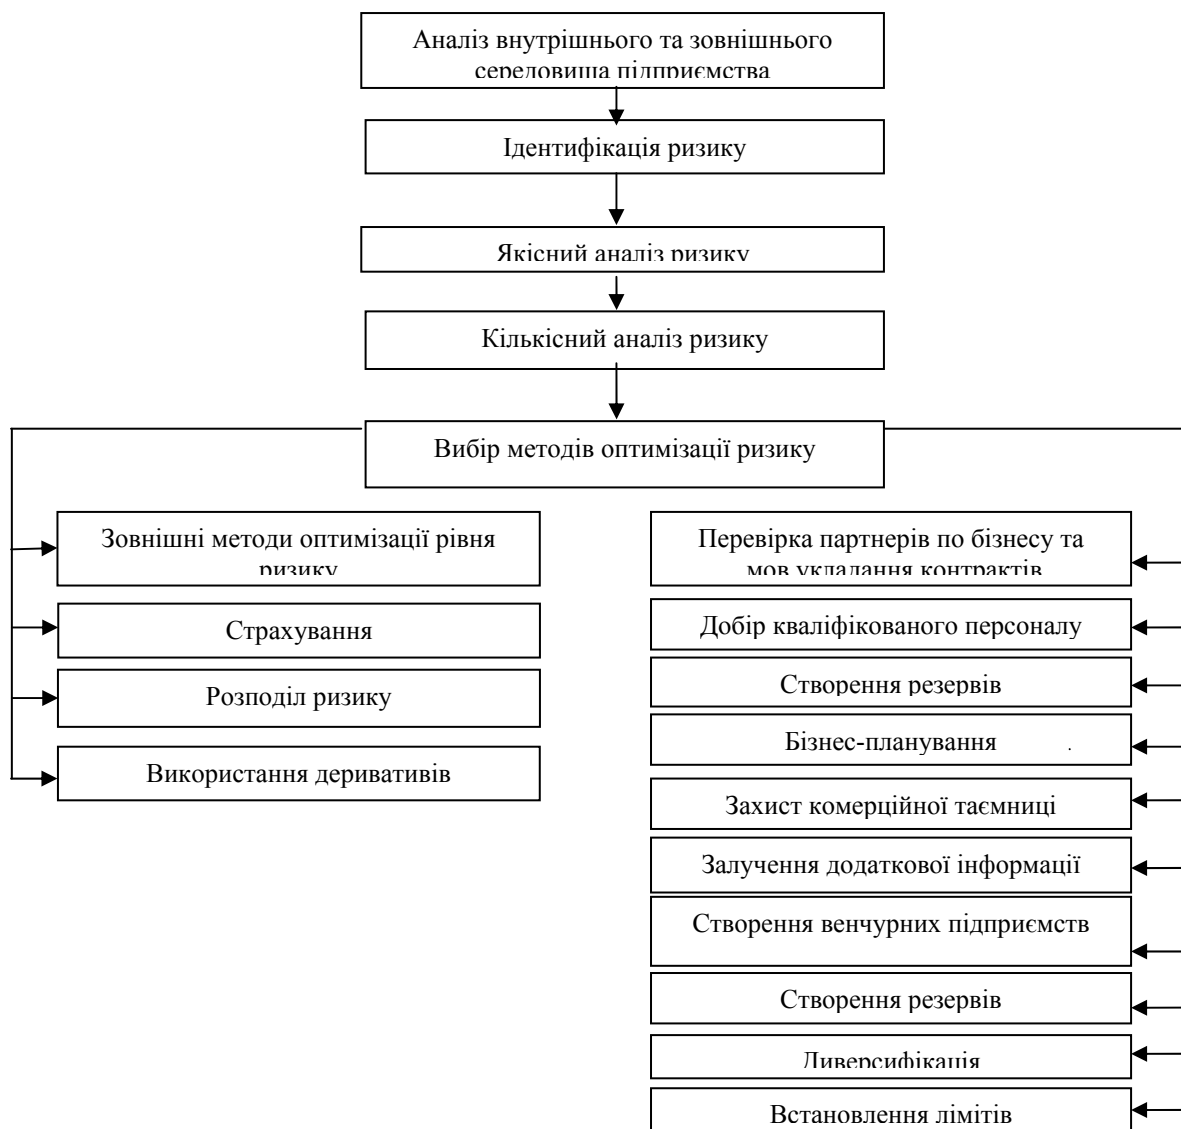 Аналіз внутрішнього та зовнішнього
середовища підприємства
Ідентифікація ризику
Якісний аналіз ризику
Кількісний аналіз ризику
Вибір методів оптимізації ризику
Зовнішні методи оптимізації рівня
ризику
Страхування
Розподіл ризику
Використання деривативів
Перевірка партнерів по бізнесу та
мов укладання контрактів
Добір кваліфікованого персоналу
Створення резервів
Бізнес-планування .
Захист комерційної таємниці
Залучення додаткової інформації
Створення венчурних підприємств
Створення резервів
Диверсифікація
Встановлення лімітів